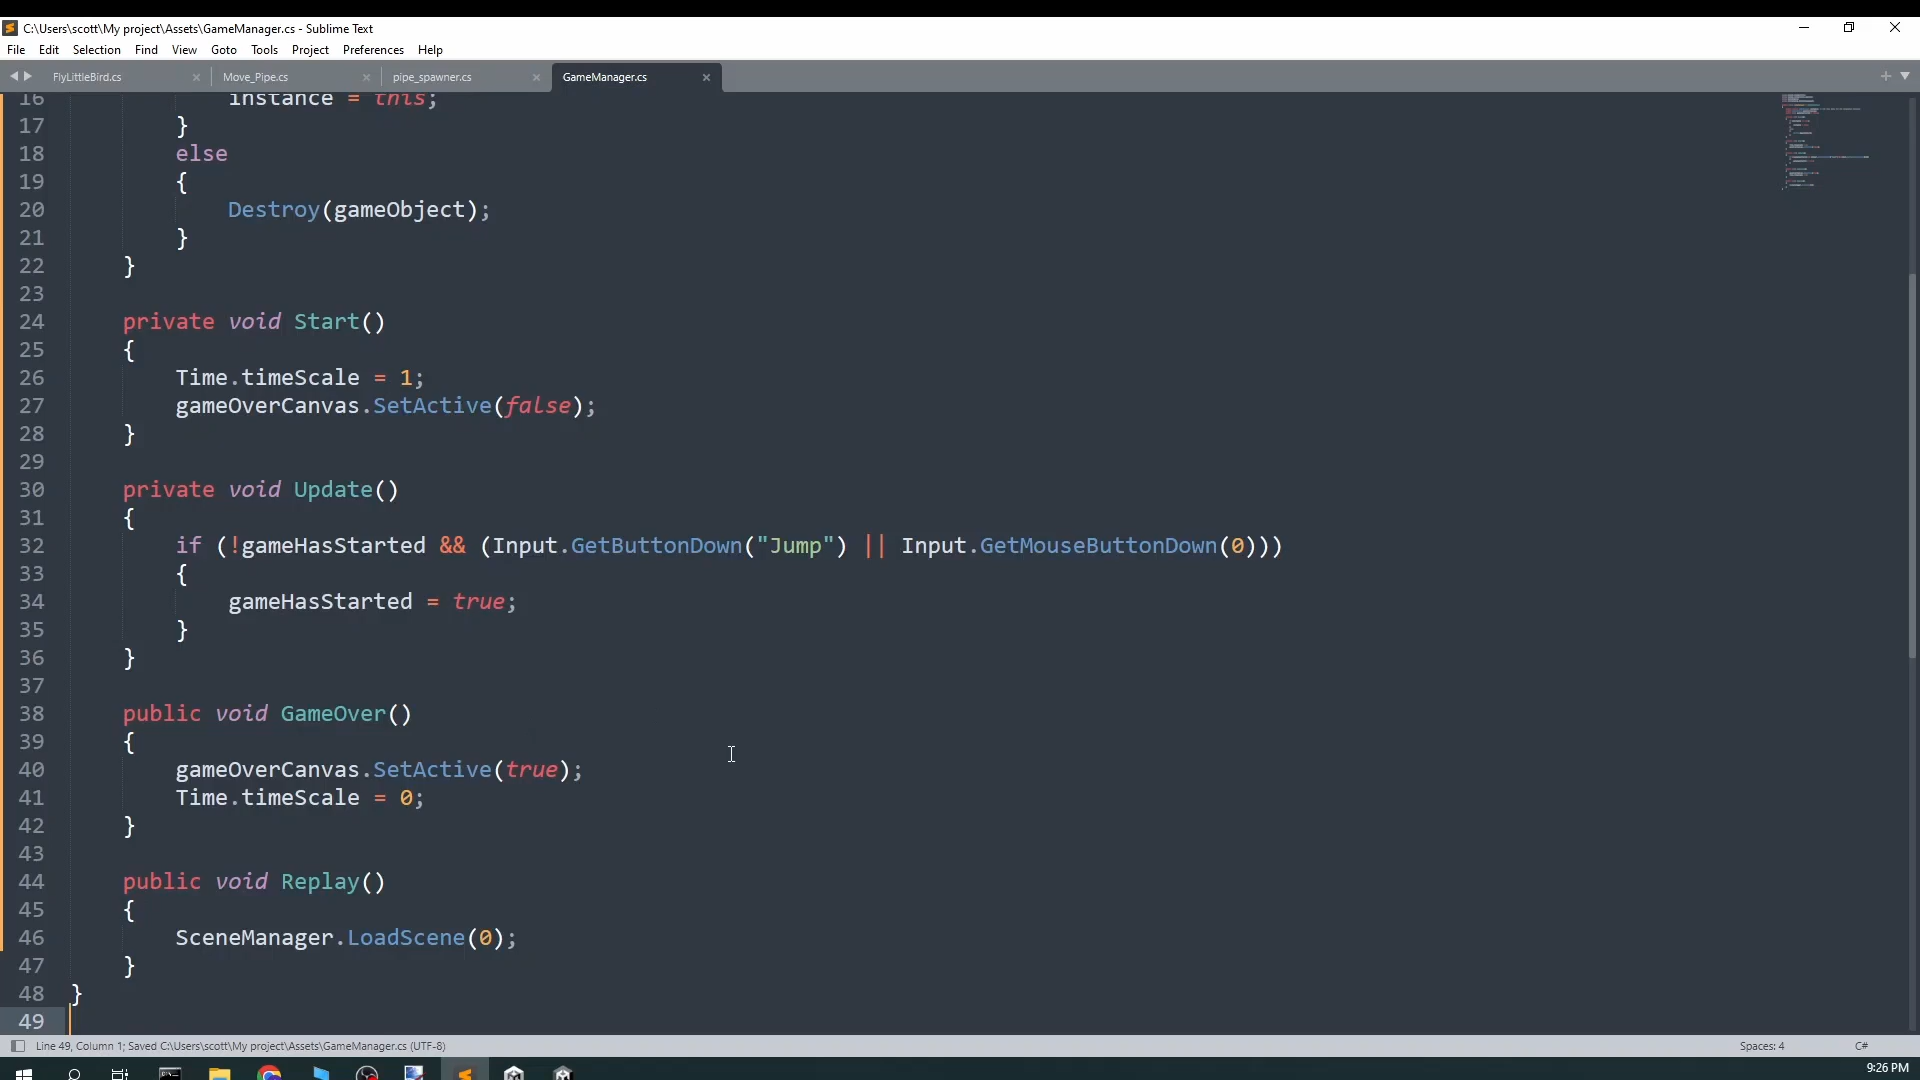 C:\Users\scott\My project\Assets\GameManager.cs - Sublime Text
File Edit Selection Find View Goto Tools Project Preferences Help
FlyLittleBird.cs Move_Pipe.cs pipe_spawner.cs GameManager.cs
16 instance = this;
17 }
18 else
19 {
20 Destroy(gameObject);
21 }
22 }
23
24 private void Start()
25 {
26 Time.timeScale = 1;
27 gameOverCanvas.SetActive(false);
28 }
29
30 private void Update()
31 {
32 if (!gameHasStarted && (Input.GetButtonDown("Jump") || Input.GetMouseButtonDown(0)))
33 {
34 gameHasStarted = true;
35 }
36 }
37
38 public void GameOver()
39 {
40 gameOverCanvas.SetActive(true);
41 Time.timeScale = 0;
42 }
43
44 public void Replay()
45 {
46 SceneManager.LoadScene(0);
47 }
48 }
49
Line 49, Column 1; Saved C:\Users\scott\My project\Assets\GameManager.cs (UTF-8) Spaces: 4 C#
9:26 PM